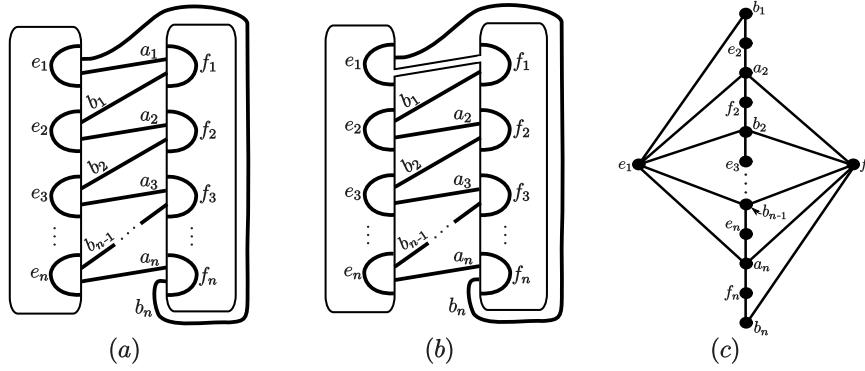 e₁ a₁ f₁
b₁
e₂ a₂ f₂
b₂
e₃ a₃ f₃
⋮ bₙ₋₁ ⋯ ⋮
eₙ aₙ fₙ
bₙ
(a)
e₁ f₁
b₁
e₂ a₂ f₂
b₂
e₃ a₃ f₃
⋮ bₙ₋₁ ⋯ ⋮
eₙ aₙ fₙ
bₙ
(b)
b₁
e₂
a₂
f₂
b₂
e₁ e₃ f
⋮
bₙ₋₁
eₙ
aₙ
fₙ
bₙ
(c)